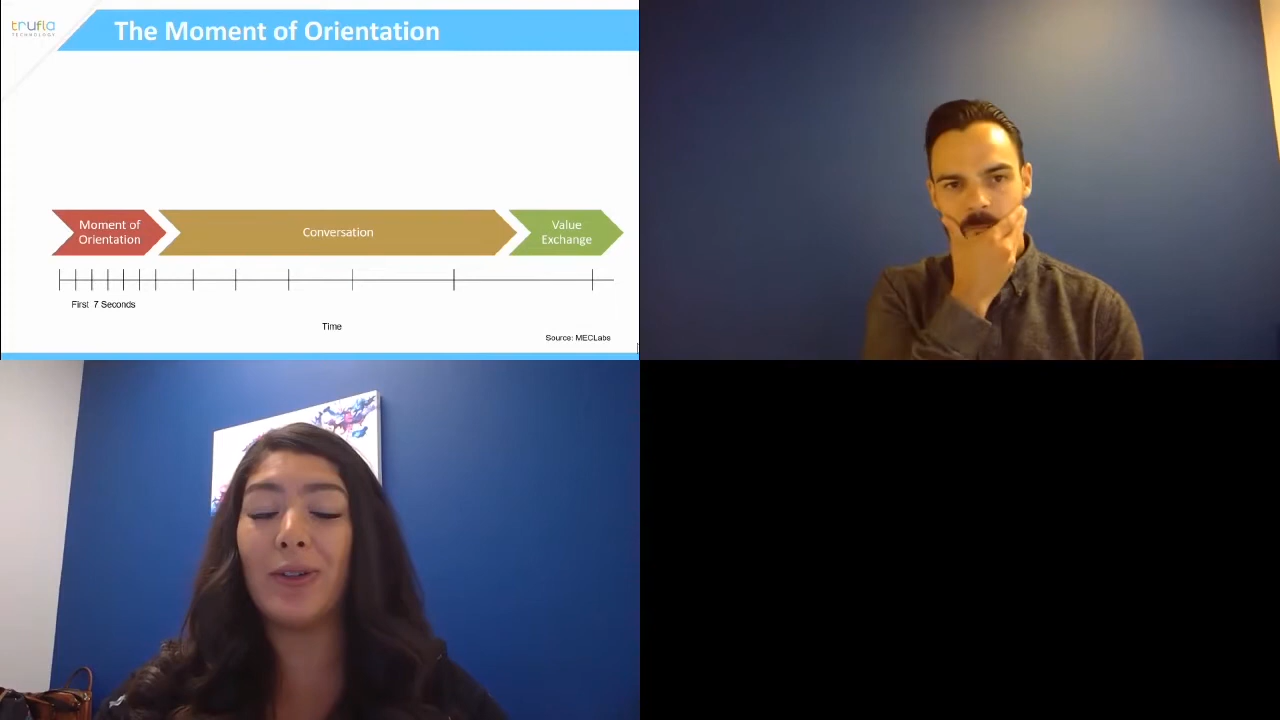 trufla
TECHNOLOGY
The Moment of Orientation
Moment of
Orientation
Conversation
Value
Exchange
First 7 Seconds
Time
Source: MECLabs